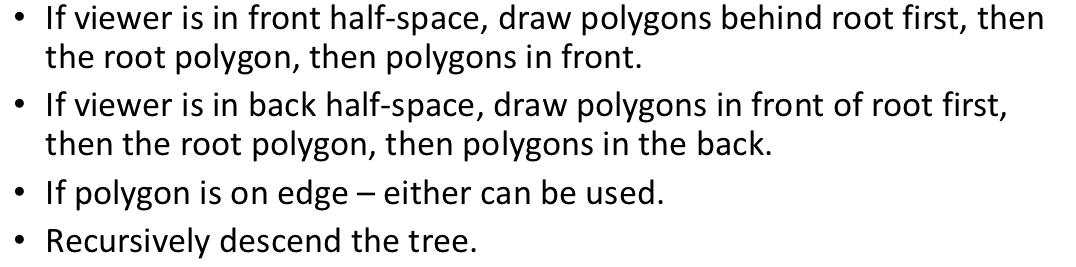 • If viewer is in front half-space, draw polygons behind root first, then
the root polygon, then polygons in front.
• If viewer is in back half-space, draw polygons in front of root first,
then the root polygon, then polygons in the back.
• If polygon is on edge – either can be used.
• Recursively descend the tree.